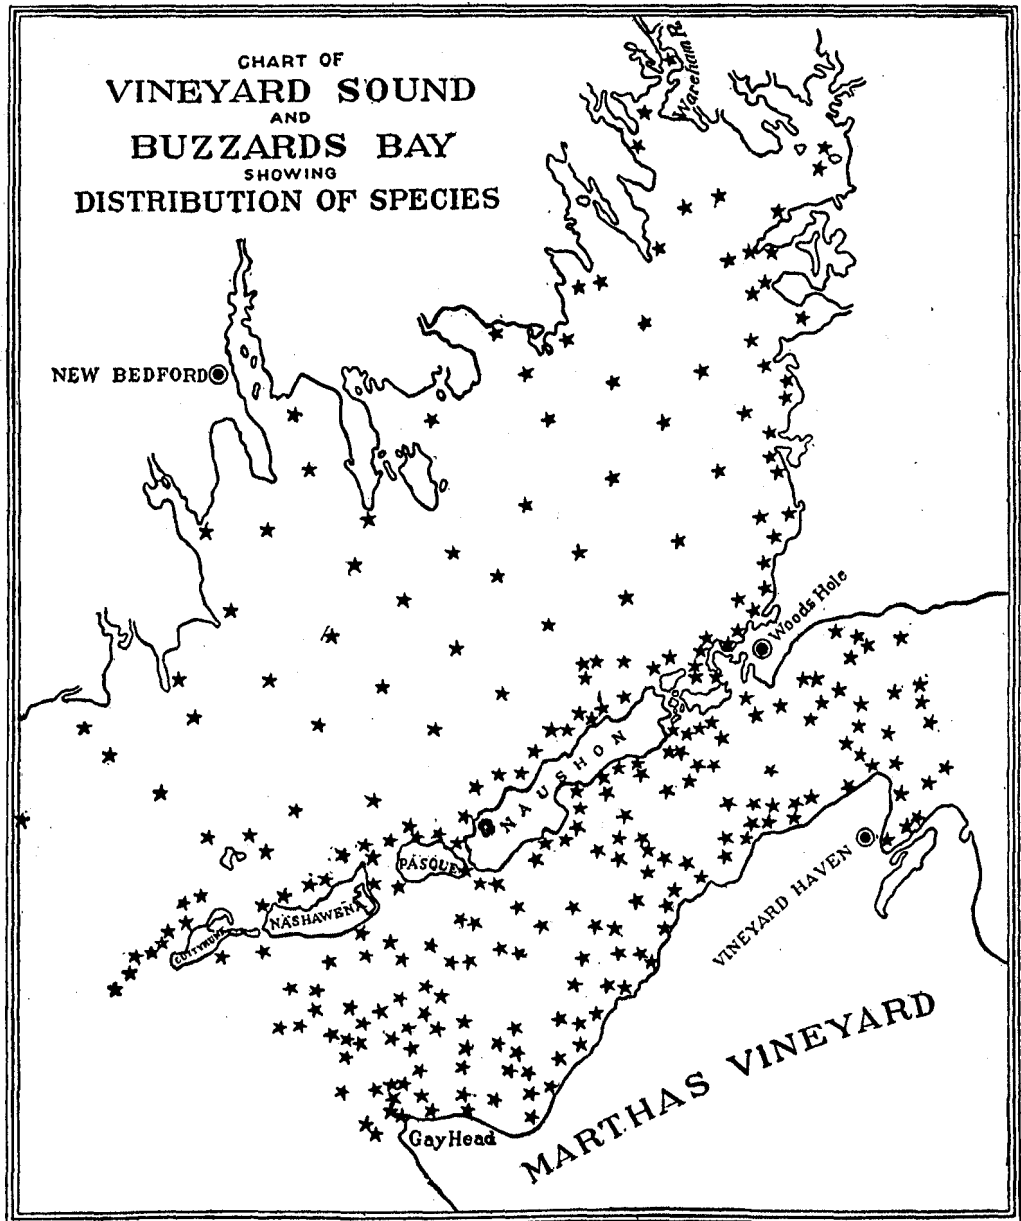 CHART OF
VINEYARD SOUND
AND
BUZZARDS BAY
SHOWING
DISTRIBUTION OF SPECIES
Wareham R.
NEW BEDFORD
Woods Hole
NAUSHON
PASQUE
NASHAWENA
CUTTYHUNK
VINEYARD HAVEN
MARTHAS VINEYARD
Gay Head